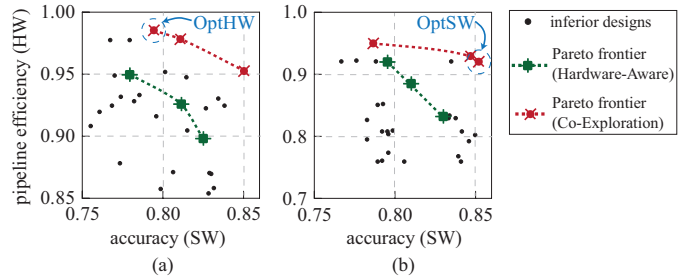 pipeline efficiency (HW)
1.00
0.95
0.90
0.85
0.75
0.80
0.85
accuracy (SW)
(a)
OptHW
1.0
0.9
0.8
0.7
0.75
0.80
0.85
accuracy (SW)
(b)
OptSW
inferior designs
Pareto frontier
(Hardware-Aware)
Pareto frontier
(Co-Exploration)